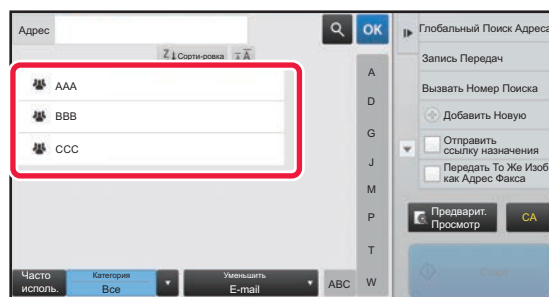 Адрес
OK
Сорти-ровка
AAA
BBB
CCC
A
D
G
J
M
P
T
W
ABC
Часто
исполь.
Категория
Все
Уменьшить
E-mail
Глобальный Поиск Адреса
Запись Передач
Вызвать Номер Поиска
Добавить Новую
Отправить
ссылку назначения
Передать То Же Изоб
как Адрес Факса
Предварит.
Просмотр
CA
Старт